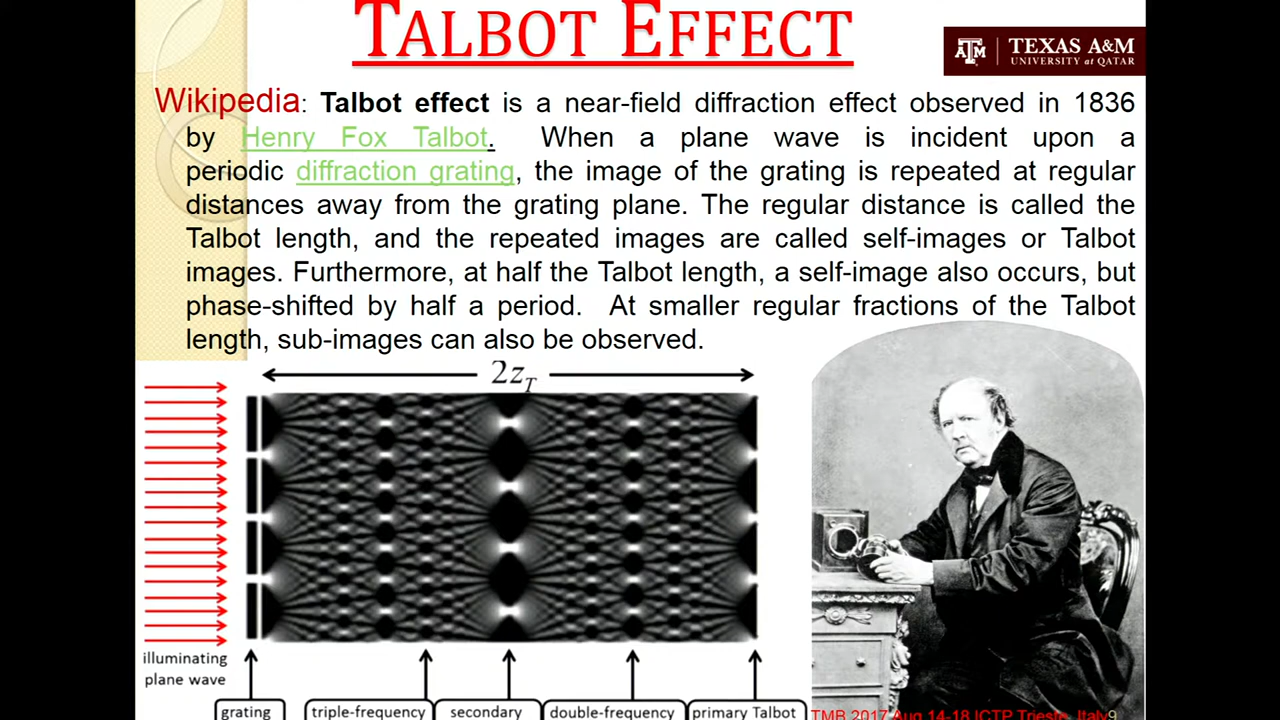 TALBOT EFFECT
TEXAS A&M
UNIVERSITY at QATAR
Wikipedia: Talbot effect is a near-field diffraction effect observed in 1836
by Henry Fox Talbot. When a plane wave is incident upon a
periodic diffraction grating, the image of the grating is repeated at regular
distances away from the grating plane. The regular distance is called the
Talbot length, and the repeated images are called self-images or Talbot
images. Furthermore, at half the Talbot length, a self-image also occurs, but
phase-shifted by half a period. At smaller regular fractions of the Talbot
length, sub-images can also be observed.
2z_T
illuminating
plane wave
grating
triple-frequency
secondary
double-frequency
primary Talbot
TMB 2017 Aug 14-18 ICTP Trieste, Italy9